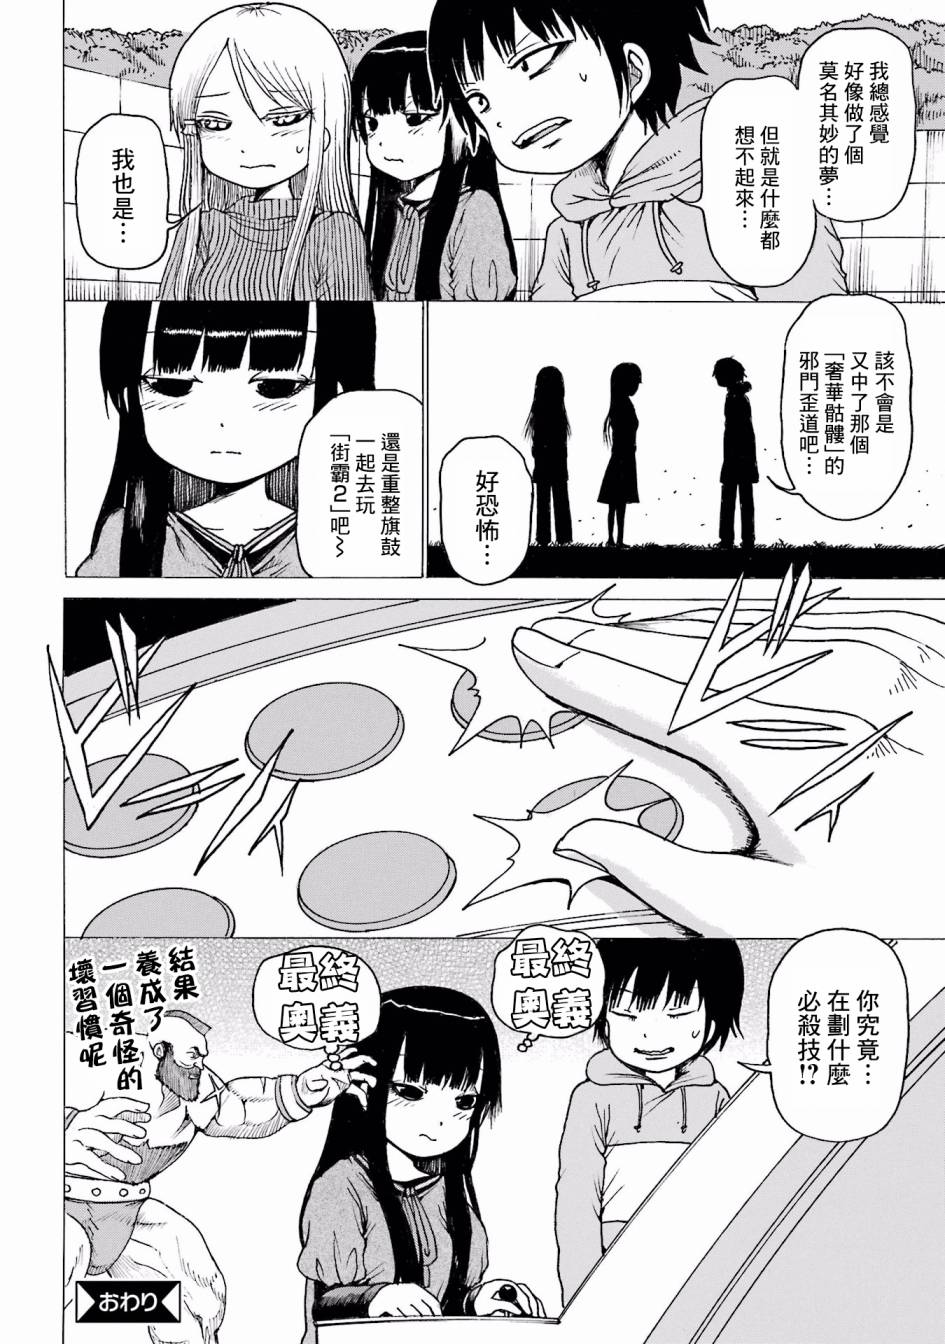 我總感覺
好像做了個
莫名其妙的夢…
但就是什麼都
想不起來…
我也是…
該不會是
又中了那個
「奢華骷髏」的
邪門歪道吧…
好恐怖…
還是重整旗鼓
一起去玩
「街霸2」吧～
你究竟…
在劃什麼
必殺技!?
最終
奧義
最終
奧義
結果
養成了
一個奇怪的
壞習慣呢
おわり